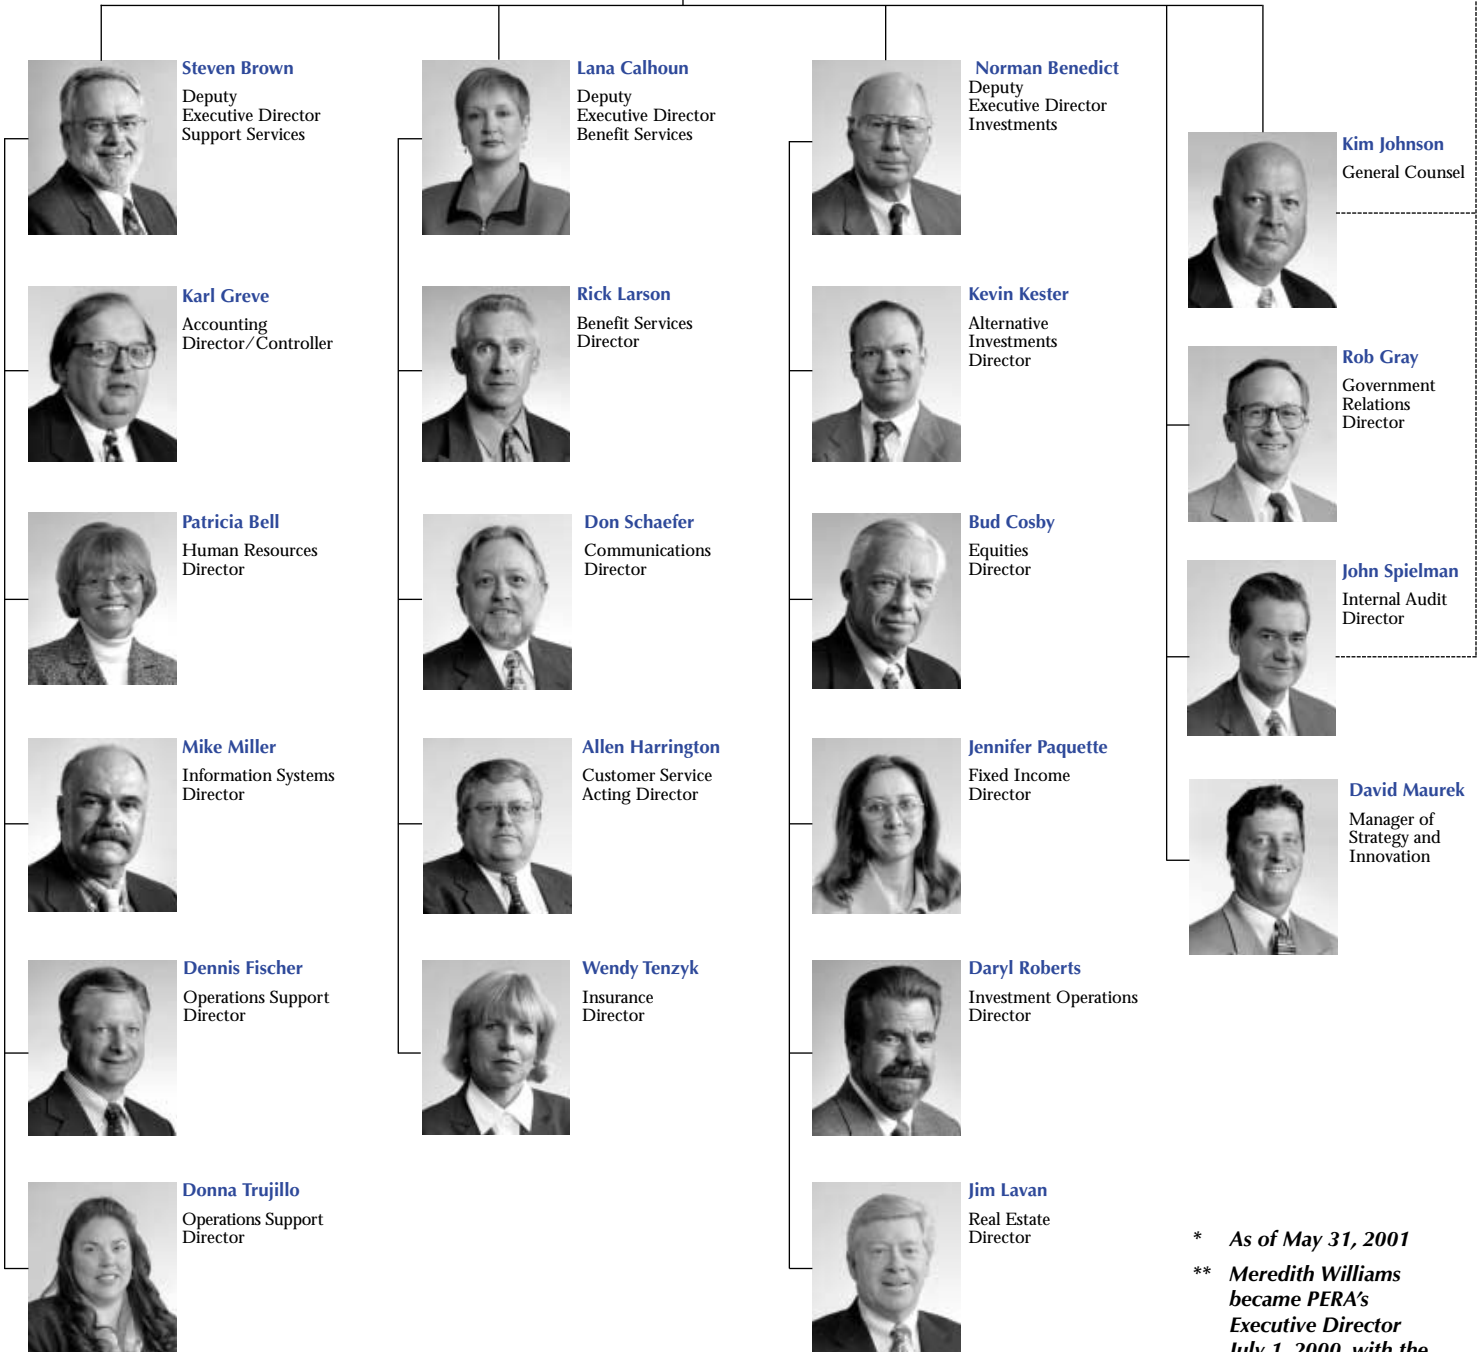 Steven Brown
Deputy
Executive Director
Support Services
Karl Greve
Accounting
Director/Controller
Patricia Bell
Human Resources
Director
Mike Miller
Information Systems
Director
Dennis Fischer
Operations Support
Director
Donna Trujillo
Operations Support
Director
Lana Calhoun
Deputy
Executive Director
Benefit Services
Rick Larson
Benefit Services
Director
Don Schaefer
Communications
Director
Allen Harrington
Customer Service
Acting Director
Wendy Tenzyk
Insurance
Director
Norman Benedict
Deputy
Executive Director
Investments
Kevin Kester
Alternative
Investments
Director
Bud Cosby
Equities
Director
Jennifer Paquette
Fixed Income
Director
Daryl Roberts
Investment Operations
Director
Jim Lavan
Real Estate
Director
Kim Johnson
General Counsel
Rob Gray
Government
Relations
Director
John Spielman
Internal Audit
Director
David Maurek
Manager of
Strategy and
Innovation
* As of May 31, 2001
** Meredith Williams
became PERA's
Executive Director
July 1, 2000, with the